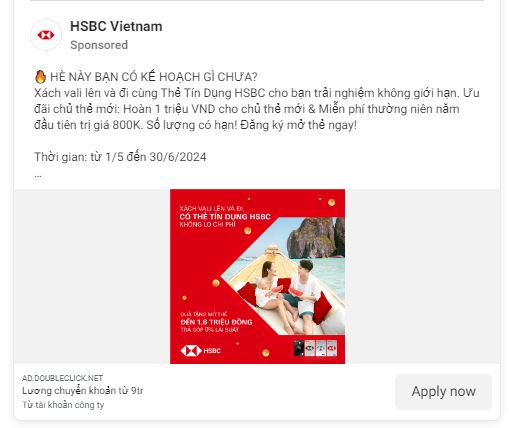 HSBC Vietnam
Sponsored
🔥 HÈ NÀY BẠN CÓ KẾ HOẠCH GÌ CHƯA?
Xách vali lên và đi cùng Thẻ Tín Dụng HSBC cho bạn trải nghiệm không giới hạn. Ưu
đãi chủ thẻ mới: Hoàn 1 triệu VND cho chủ thẻ mới & Miễn phí thường niên năm
đầu tiên trị giá 800K. Số lượng có hạn! Đăng ký mở thẻ ngay!
Thời gian: từ 1/5 đến 30/6/2024
...
XÁCH VALI LÊN VÀ ĐI,
CÓ THẺ TÍN DỤNG HSBC
KHÔNG LO CHI PHÍ
QUÀ TẶNG MỞ THẺ
ĐẾN 1,8 TRIỆU ĐỒNG
TRẢ GÓP 0% LÃI SUẤT
HSBC
AD.DOUBLECLICK.NET
Lương chuyển khoản từ 9tr
Từ tài khoản công ty
Apply now